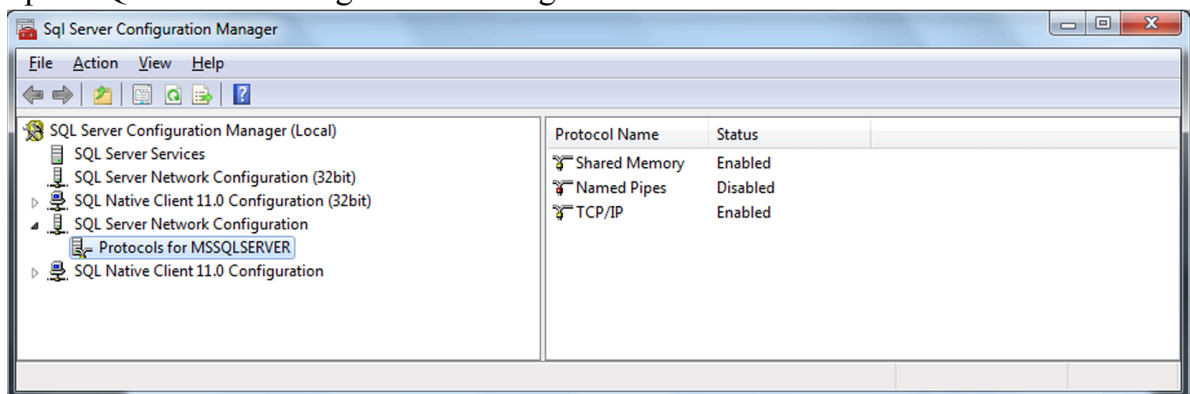 Sql Server Configuration Manager
File Action View Help
SQL Server Configuration Manager (Local)
SQL Server Services
SQL Server Network Configuration (32bit)
SQL Native Client 11.0 Configuration (32bit)
SQL Server Network Configuration
Protocols for MSSQLSERVER
SQL Native Client 11.0 Configuration
Protocol Name Status
Shared Memory Enabled
Named Pipes Disabled
TCP/IP Enabled